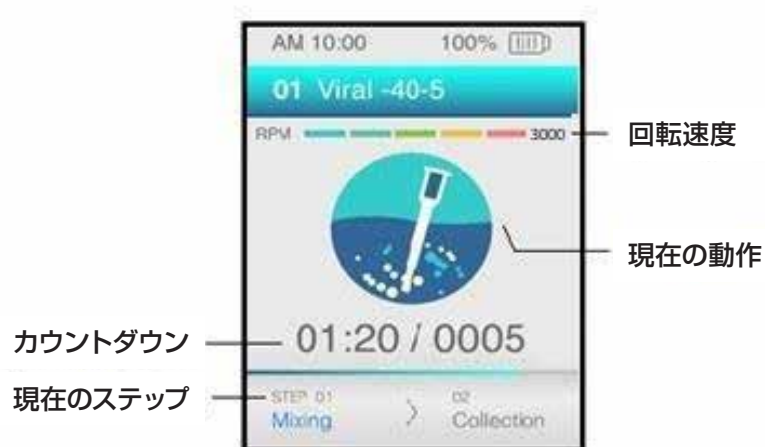 AM 10:00 100%
01 Viral -40-5
RPM 3000 回転速度
現在の動作
カウントダウン 01:20 / 0005
現在のステップ STEP 01 02
Mixing > Collection